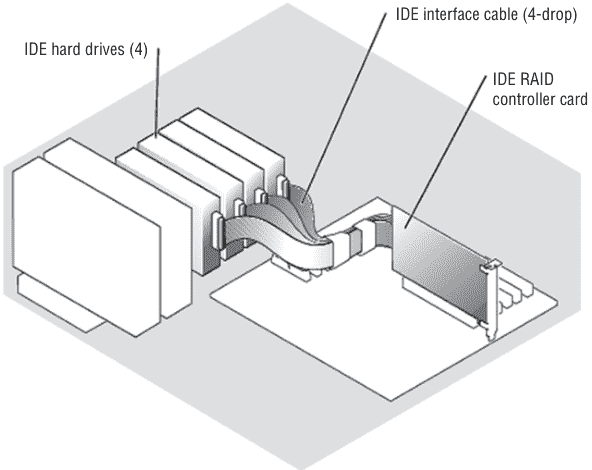 IDE interface cable (4-drop)
IDE hard drives (4)
IDE RAID
controller card